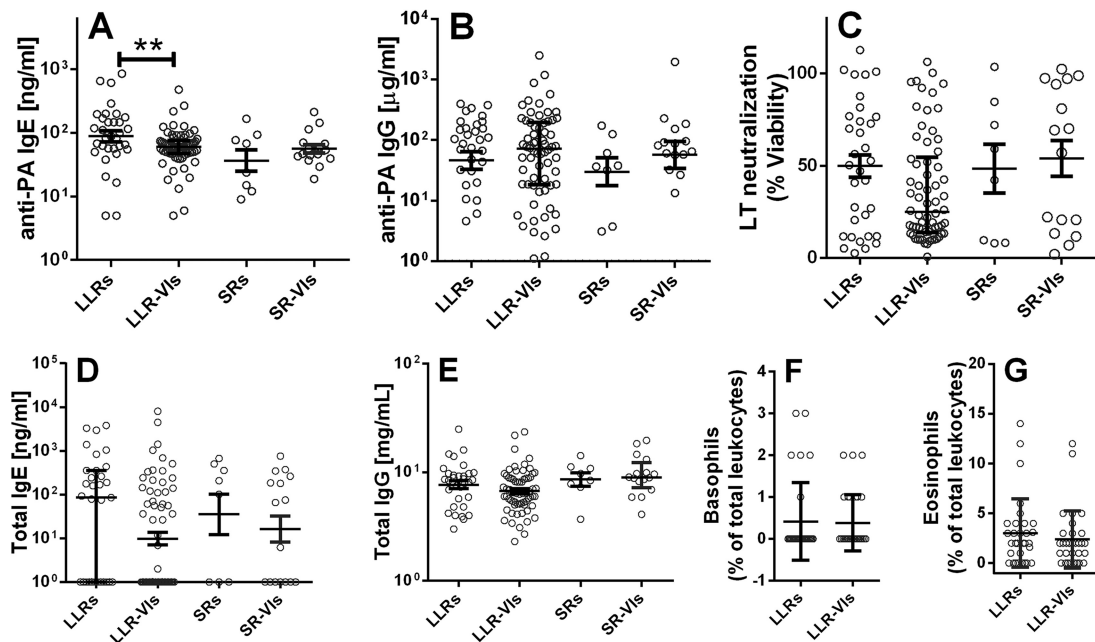 A
anti-PA IgE [ng/ml]
10³
10²
10¹
10⁰
**
LLRs
LLR-VIs
SRs
SR-VIs
B
anti-PA IgG [µg/ml]
10⁴
10³
10²
10¹
10⁰
LLRs
LLR-VIs
SRs
SR-VIs
C
LT neutralization
(% Viability)
100
50
0
LLRs
LLR-VIs
SRs
SR-VIs
D
Total IgE [ng/ml]
10⁵
10⁴
10³
10²
10¹
10⁰
LLRs
LLR-VIs
SRs
SR-VIs
E
Total IgG [mg/mL]
10²
10¹
10⁰
LLRs
LLR-VIs
SRs
SR-VIs
F
Basophils
(% of total leukocytes)
4
3
2
1
0
-1
LLRs
LLR-VIs
G
Eosinophils
(% of total leukocytes)
20
15
10
5
0
LLRs
LLR-VIs